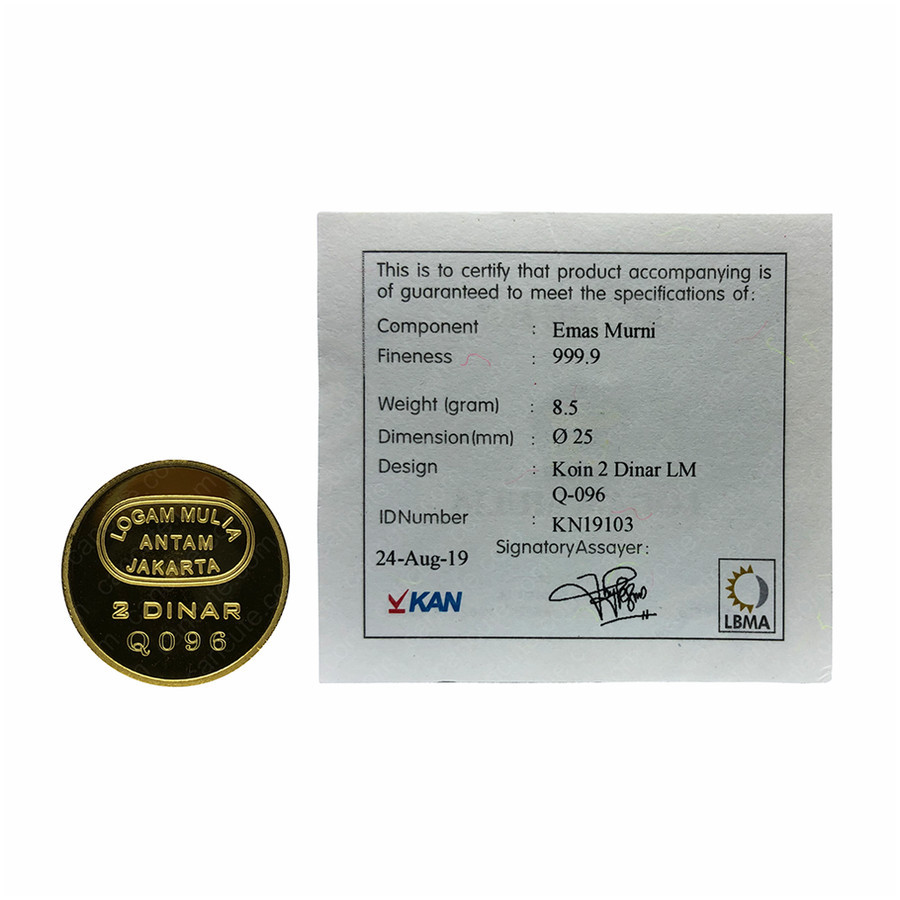 LOGAM MULIA
ANTAM
JAKARTA
2 DINAR
Q096
This is to certify that product accompanying is
of guaranteed to meet the specifications of:
Component : Emas Murni
Fineness : 999.9
Weight (gram) : 8.5
Dimension(mm) : Ø 25
Design : Koin 2 Dinar LM
Q-096
IDNumber : KN19103
SignatoryAssayer:
24-Aug-19
KAN
LBMA